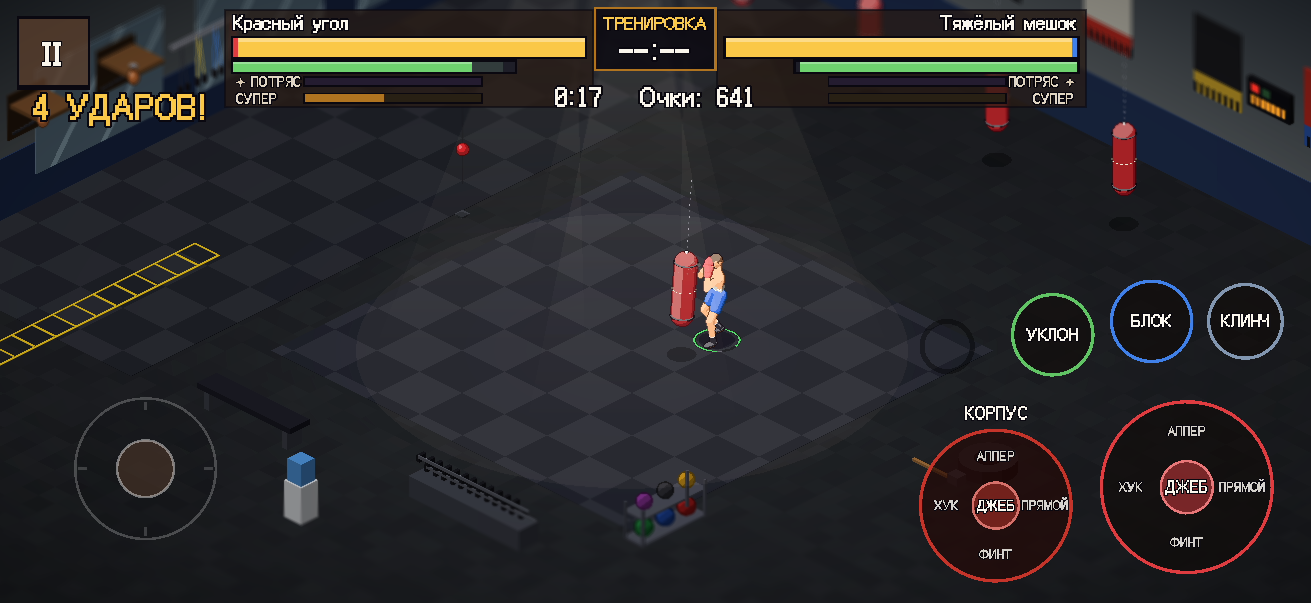 Красный угол
ТРЕНИРОВКА
Тяжёлый мешок
--:--
+ ПОТРЯС
ПОТРЯС +
СУПЕР
СУПЕР
4 УДАРОВ!
0:17
Очки: 641
УКЛОН
БЛОК
КЛИНЧ
КОРПУС
АППЕР
ХУК
ДЖЕБ
ПРЯМОЙ
ФИНТ
АППЕР
ХУК
ДЖЕБ
ПРЯМОЙ
ФИНТ